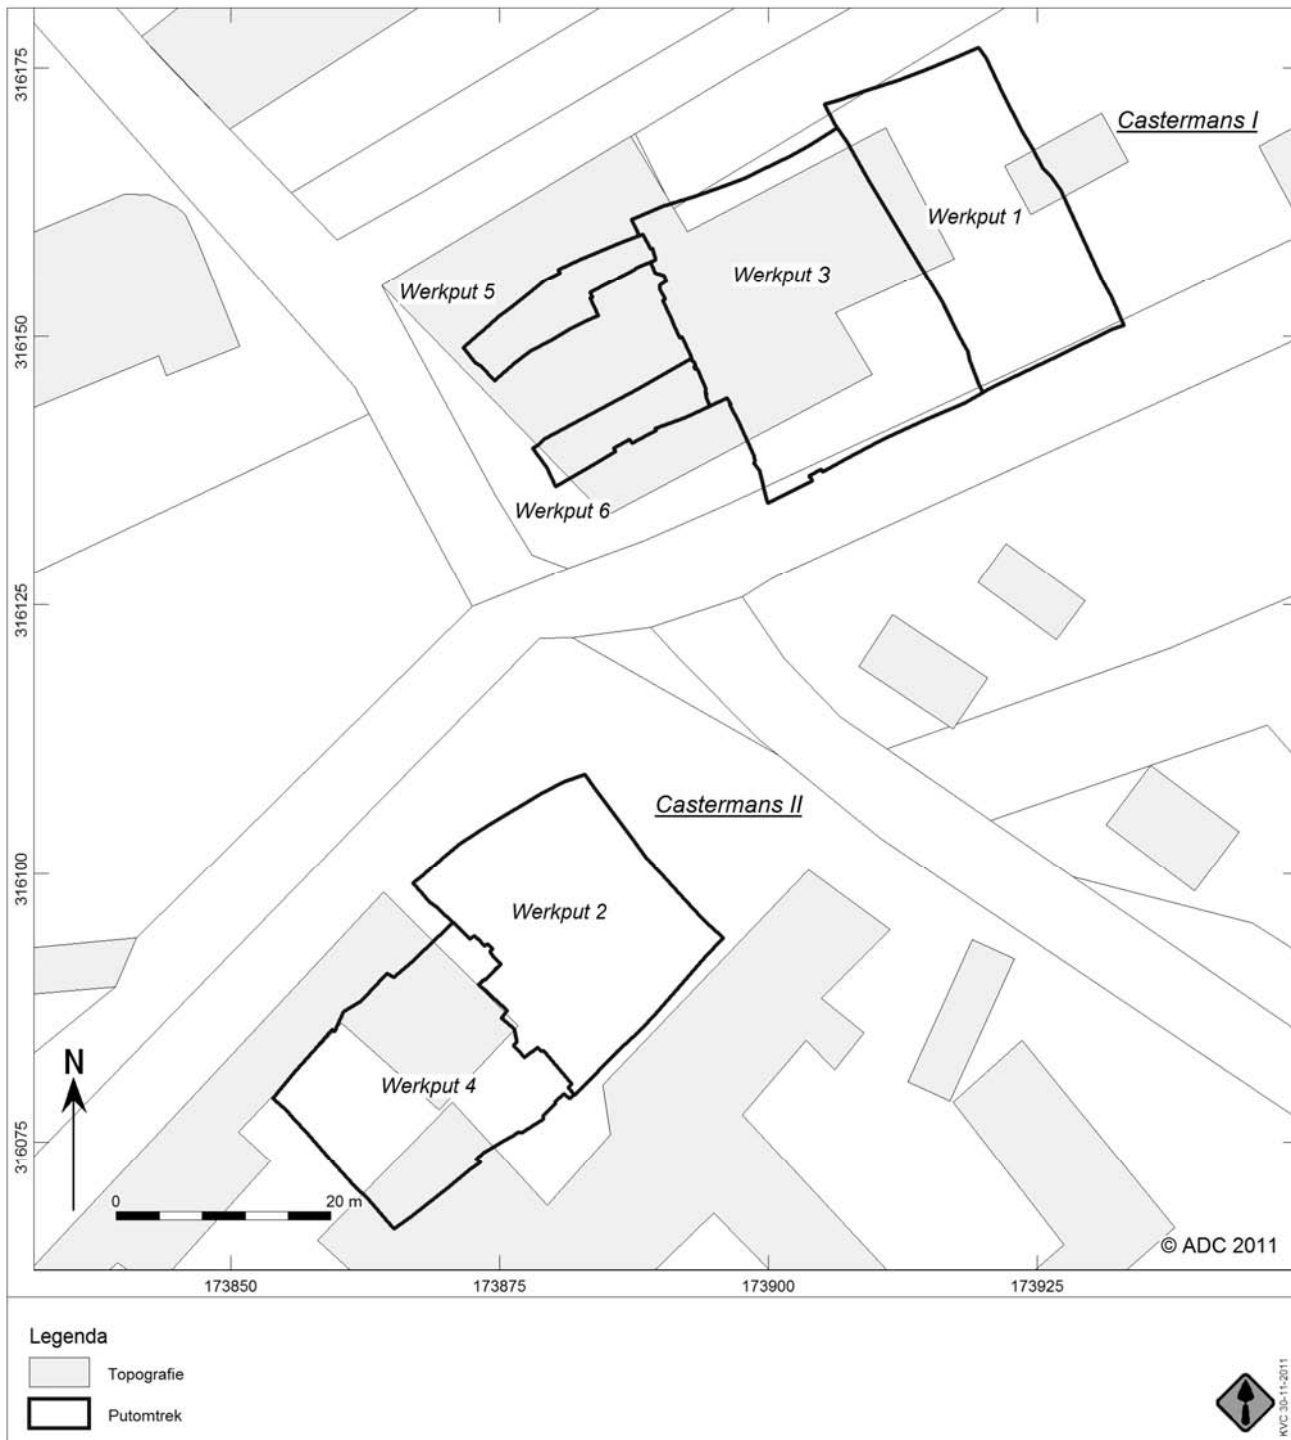 316175
Castermans I
Werkput 1
Werkput 3
Werkput 5
316150
Werkput 6
316125
Castermans II
316100
Werkput 2
Werkput 4
N
316075
0
20 m
© ADC 2011
173850
173875
173900
173925
Legenda
Topografie
Putomtrek
KVC 30-11-2011